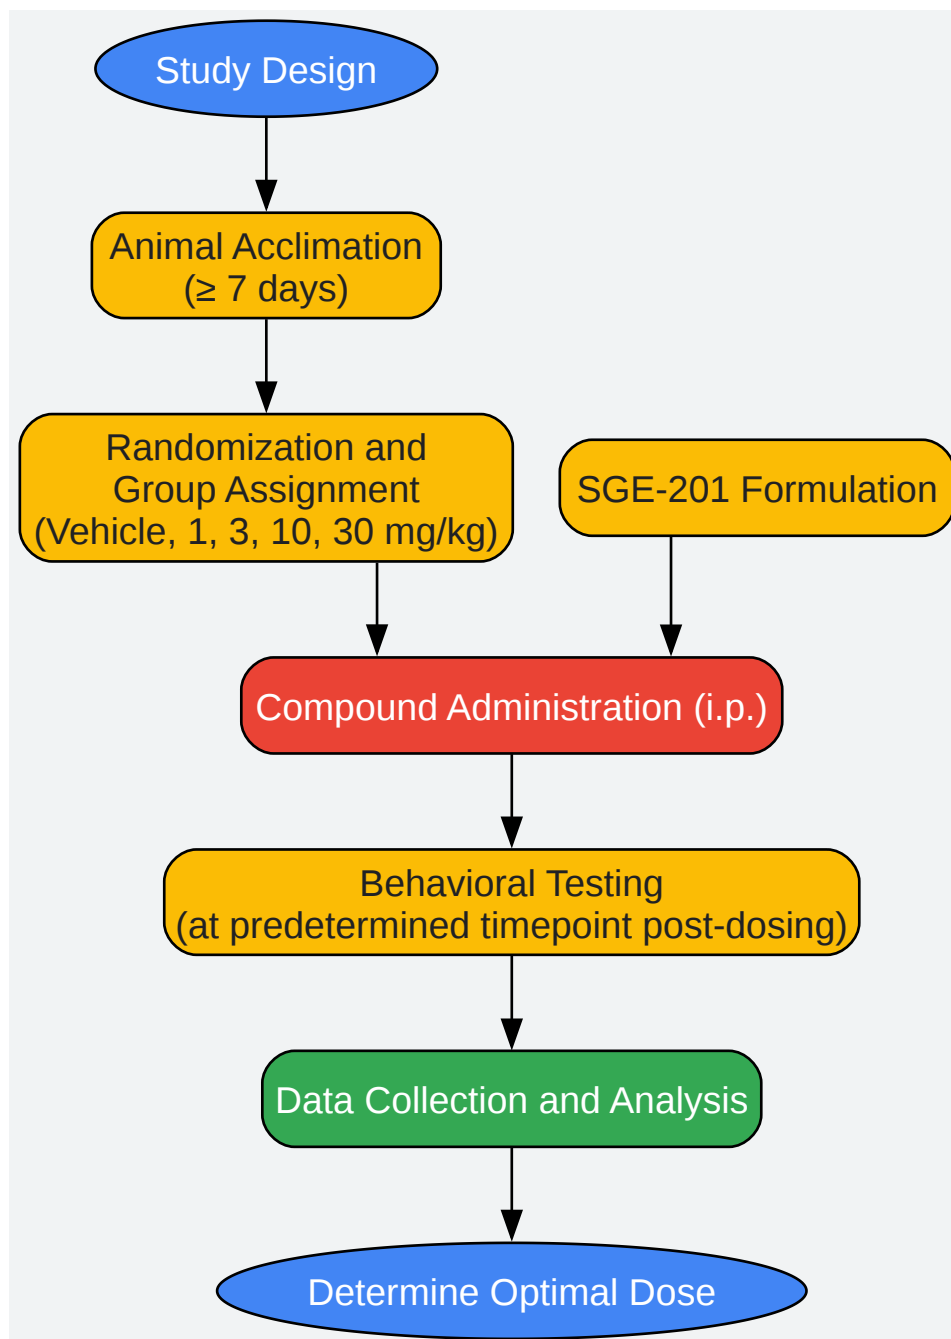 Study Design
Animal Acclimation
(≥ 7 days)
Randomization and
Group Assignment
(Vehicle, 1, 3, 10, 30 mg/kg)
SGE-201 Formulation
Compound Administration (i.p.)
Behavioral Testing
(at predetermined timepoint post-dosing)
Data Collection and Analysis
Determine Optimal Dose